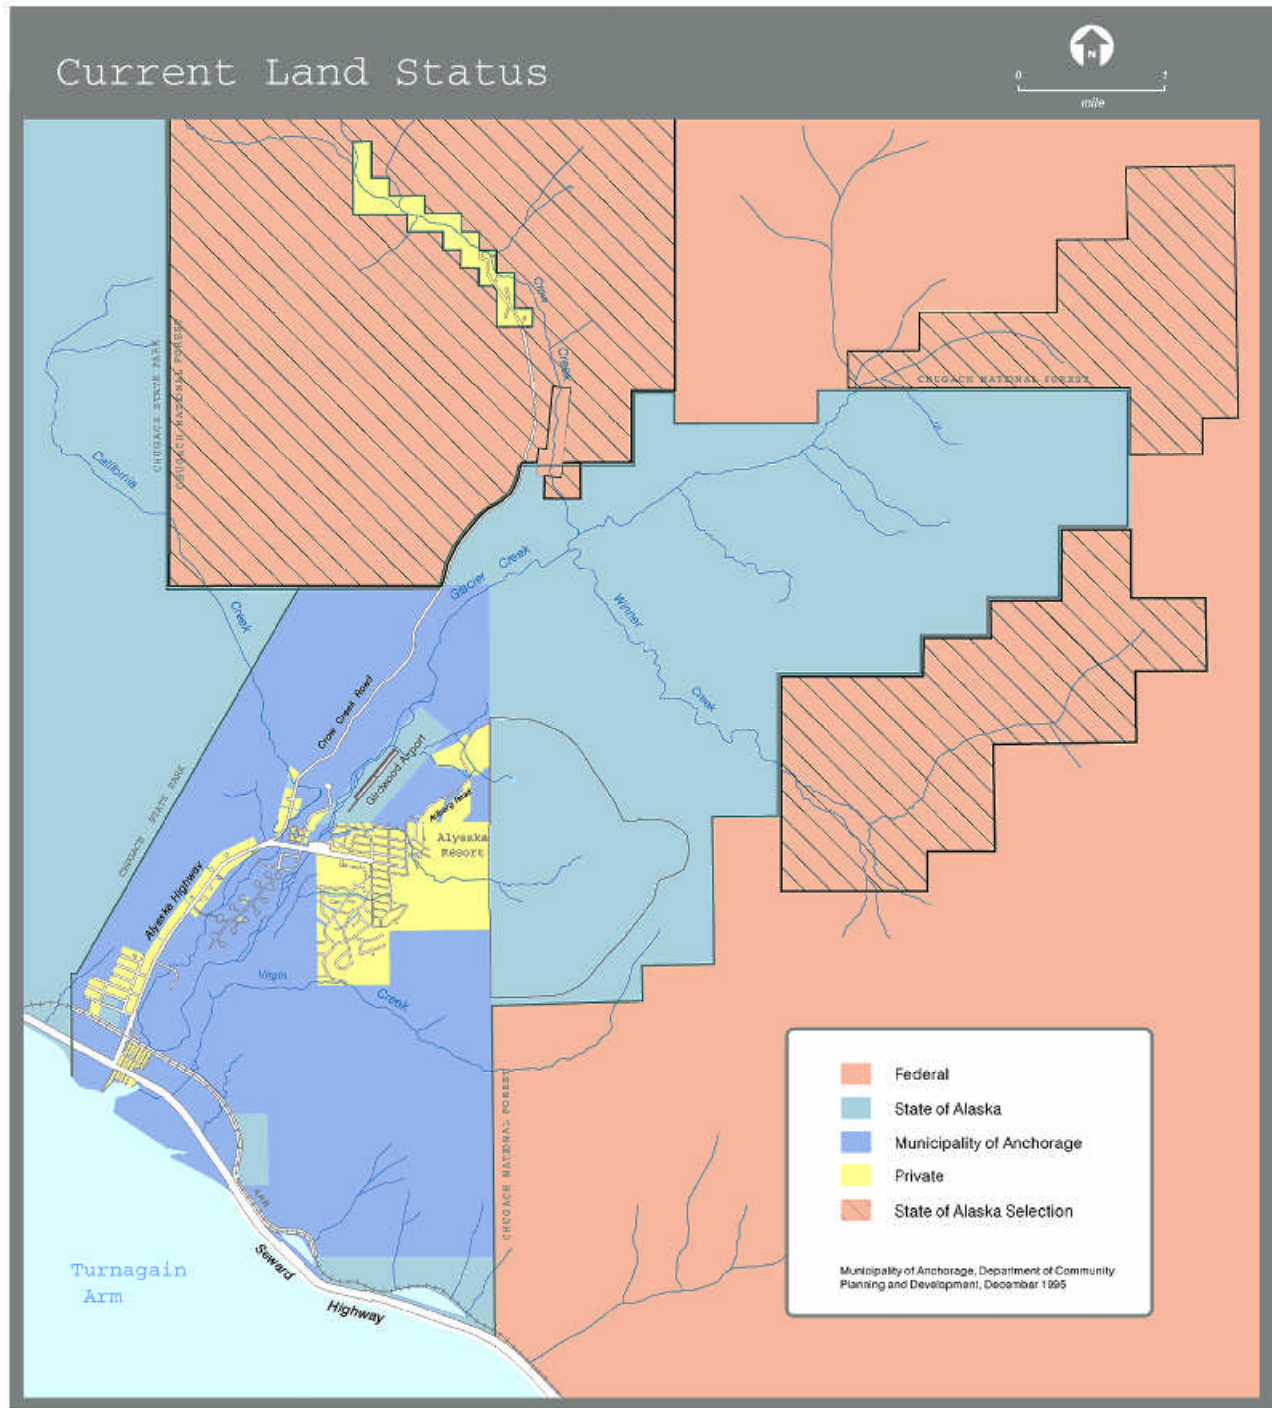 Current Land Status
N
0 1
mile
Crow
Creek
CHUGACH STATE PARK
CHUGACH NATIONAL FOREST
CHUGACH NATIONAL FOREST
California
Creek
Glacier Creek
Winner
Creek
Crow Creek Road
Girdwood Airport
Arlberg Road
Alyeska
Resort
CHUGACH STATE PARK
Alyeska Highway
Virgin
Creek
CHUGACH NATIONAL FOREST
ARR
Seward
Highway
Turnagain
Arm
Federal
State of Alaska
Municipality of Anchorage
Private
State of Alaska Selection
Municipality of Anchorage, Department of Community
Planning and Development, December 1995